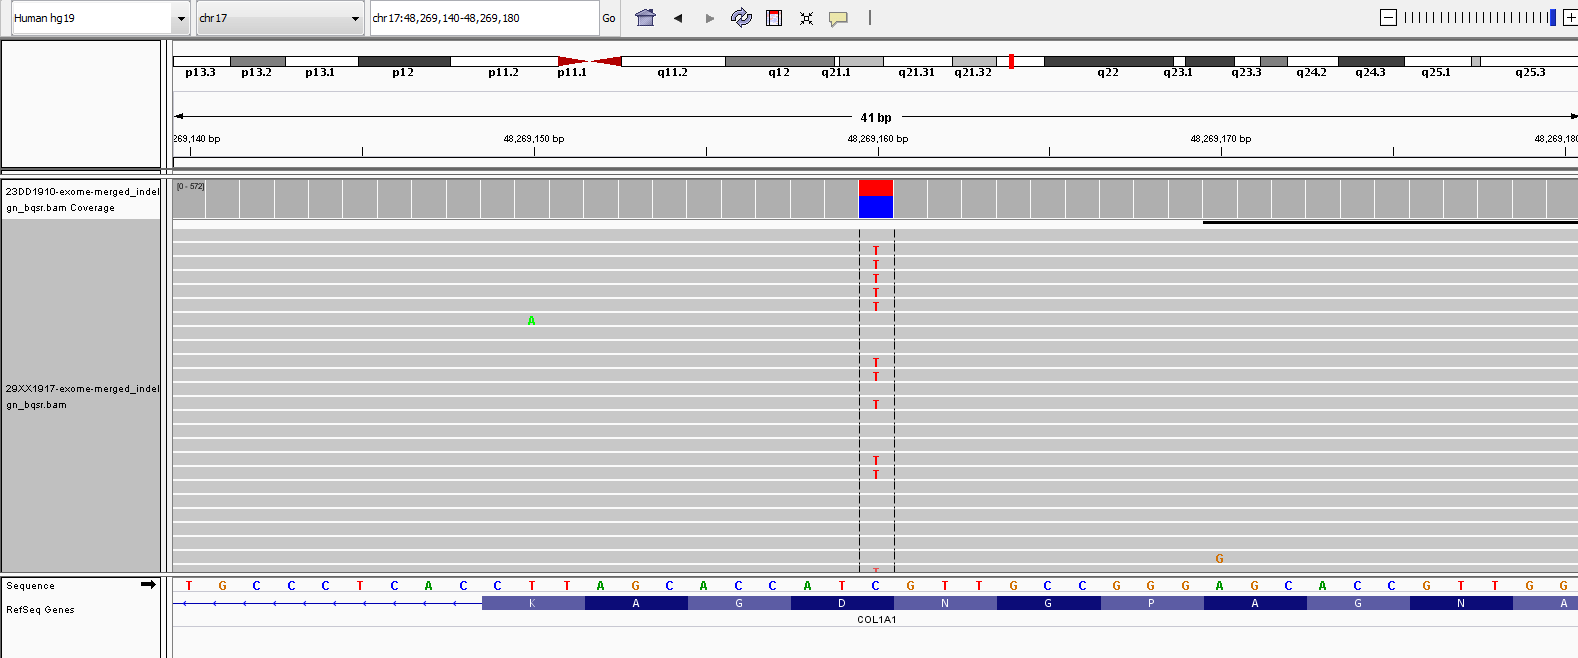 Human hg19 chr17 chr17:48,269,140-48,269,180 Go
p13.3 p13.2 p13.1 p12 p11.2 p11.1 q11.2 q12 q21.1 q21.31 q21.32 q22 q23.1 q23.3 q24.2 q24.3 q25.1 q25.3
41 bp
269,140 bp 48,269,150 bp 48,269,160 bp 48,269,170 bp 48,269,180
23DD1910-exome-merged_indel
gn_bqsr.bam Coverage
[0 - 572]
T
T
T
T
T
A
T
T
T
29XX1917-exome-merged_indel
gn_bqsr.bam
T
T
G
T
Sequence T G C C C T C A C C T T A G C A C C A T C G T T G C C G G G A G C A C C G T T G G
RefSeq Genes K A G D N G P A G N A
COL1A1